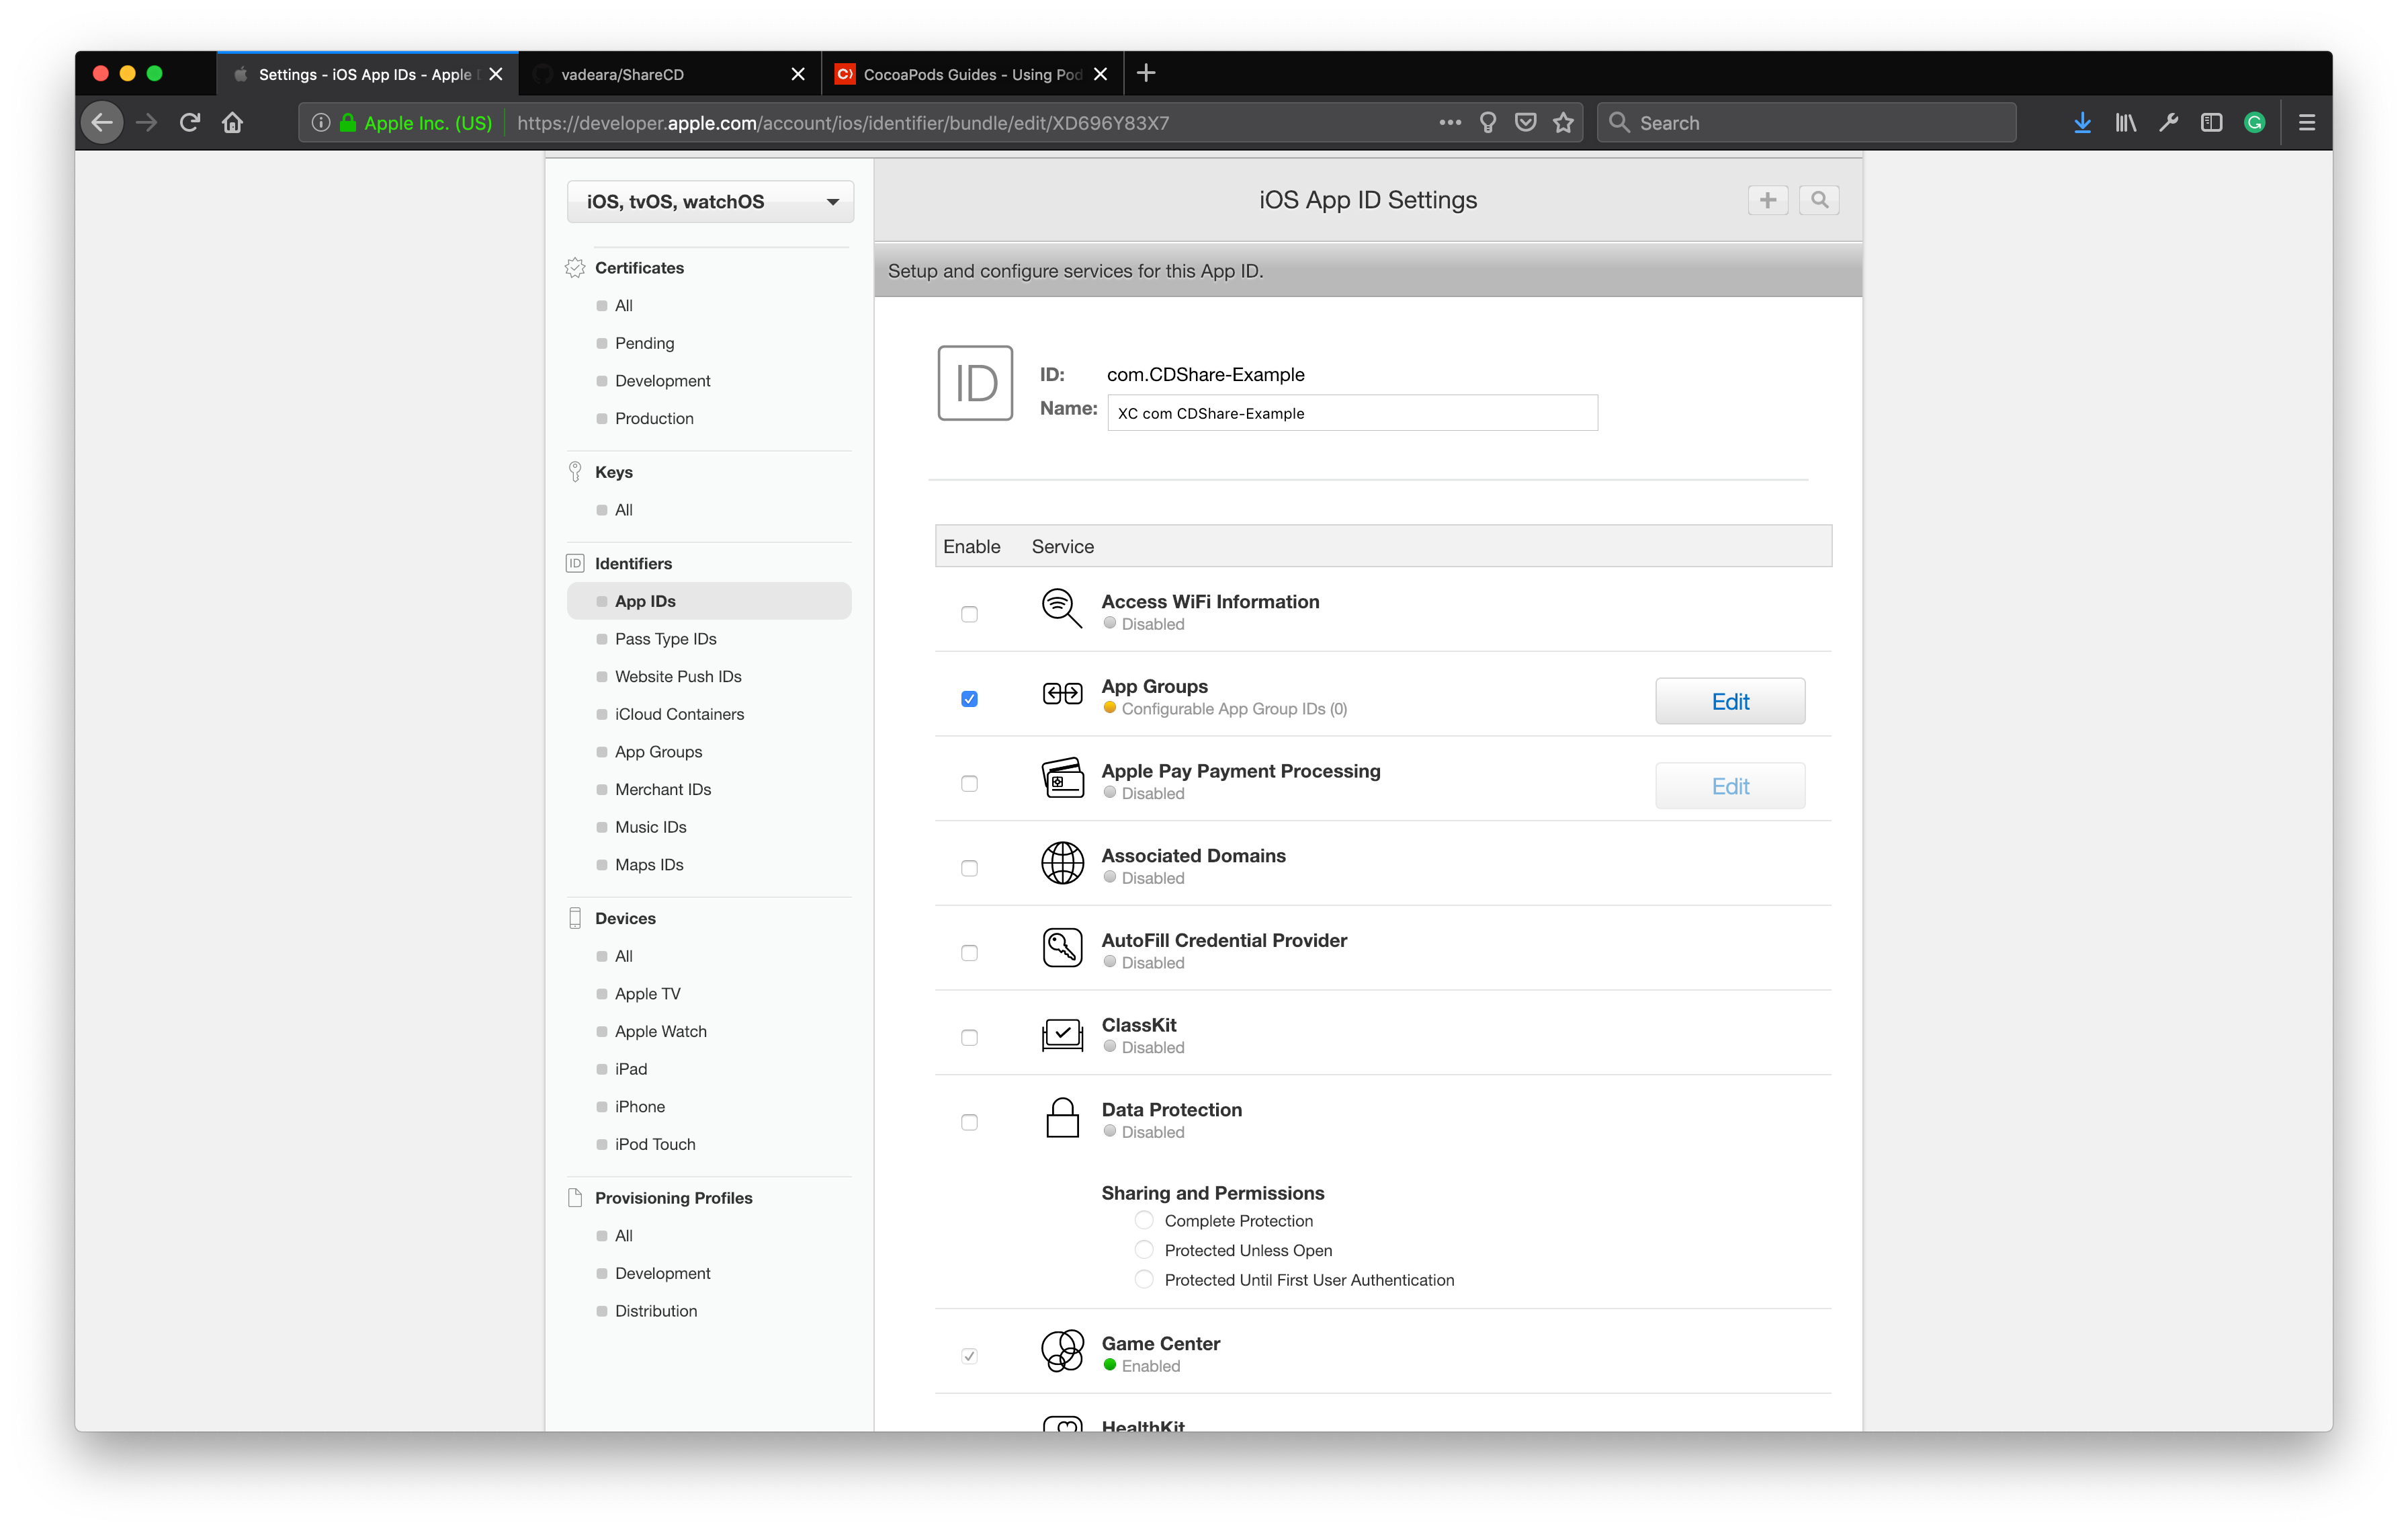 Settings - iOS App IDs - Apple
vadeara/ShareCD
CocoaPods Guides - Using Pod
Apple Inc. (US)
https://developer.apple.com/account/ios/identifier/bundle/edit/XD696Y83X7
Search
iOS, tvOS, watchOS
Certificates
All
Pending
Development
Production
Keys
All
ID
Identifiers
App IDs
Pass Type IDs
Website Push IDs
iCloud Containers
App Groups
Merchant IDs
Music IDs
Maps IDs
Devices
All
Apple TV
Apple Watch
iPad
iPhone
iPod Touch
Provisioning Profiles
All
Development
Distribution
iOS App ID Settings
Setup and configure services for this App ID.
ID
ID: com.CDShare-Example
Name: XC com CDShare-Example
Enable Service
Access WiFi Information
Disabled
App Groups
Configurable App Group IDs (0)
Edit
Apple Pay Payment Processing
Disabled
Edit
Associated Domains
Disabled
AutoFill Credential Provider
Disabled
ClassKit
Disabled
Data Protection
Disabled
Sharing and Permissions
Complete Protection
Protected Unless Open
Protected Until First User Authentication
Game Center
Enabled
HealthKit